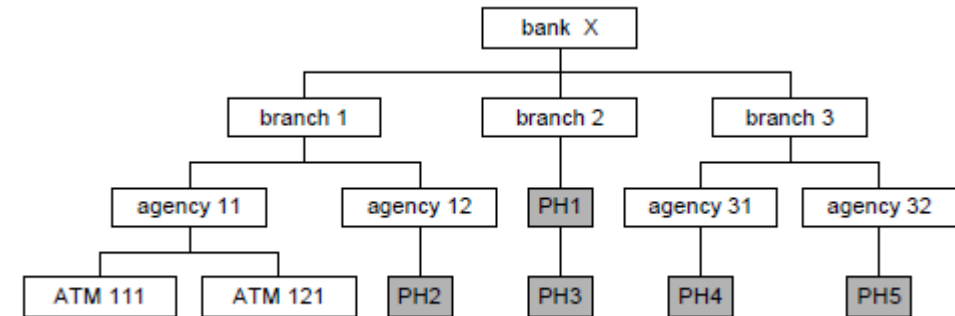 bank X
branch 1 branch 2 branch 3
agency 11 agency 12 PH1 agency 31 agency 32
ATM 111 ATM 121 PH2 PH3 PH4 PH5